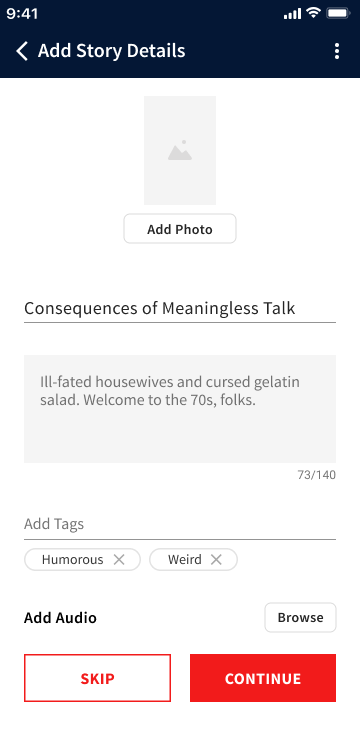 9:41
Add Story Details
Add Photo
Consequences of Meaningless Talk
Ill-fated housewives and cursed gelatin
salad. Welcome to the 70s, folks.
73/140
Add Tags
Humorous
Weird
Add Audio
Browse
SKIP
CONTINUE